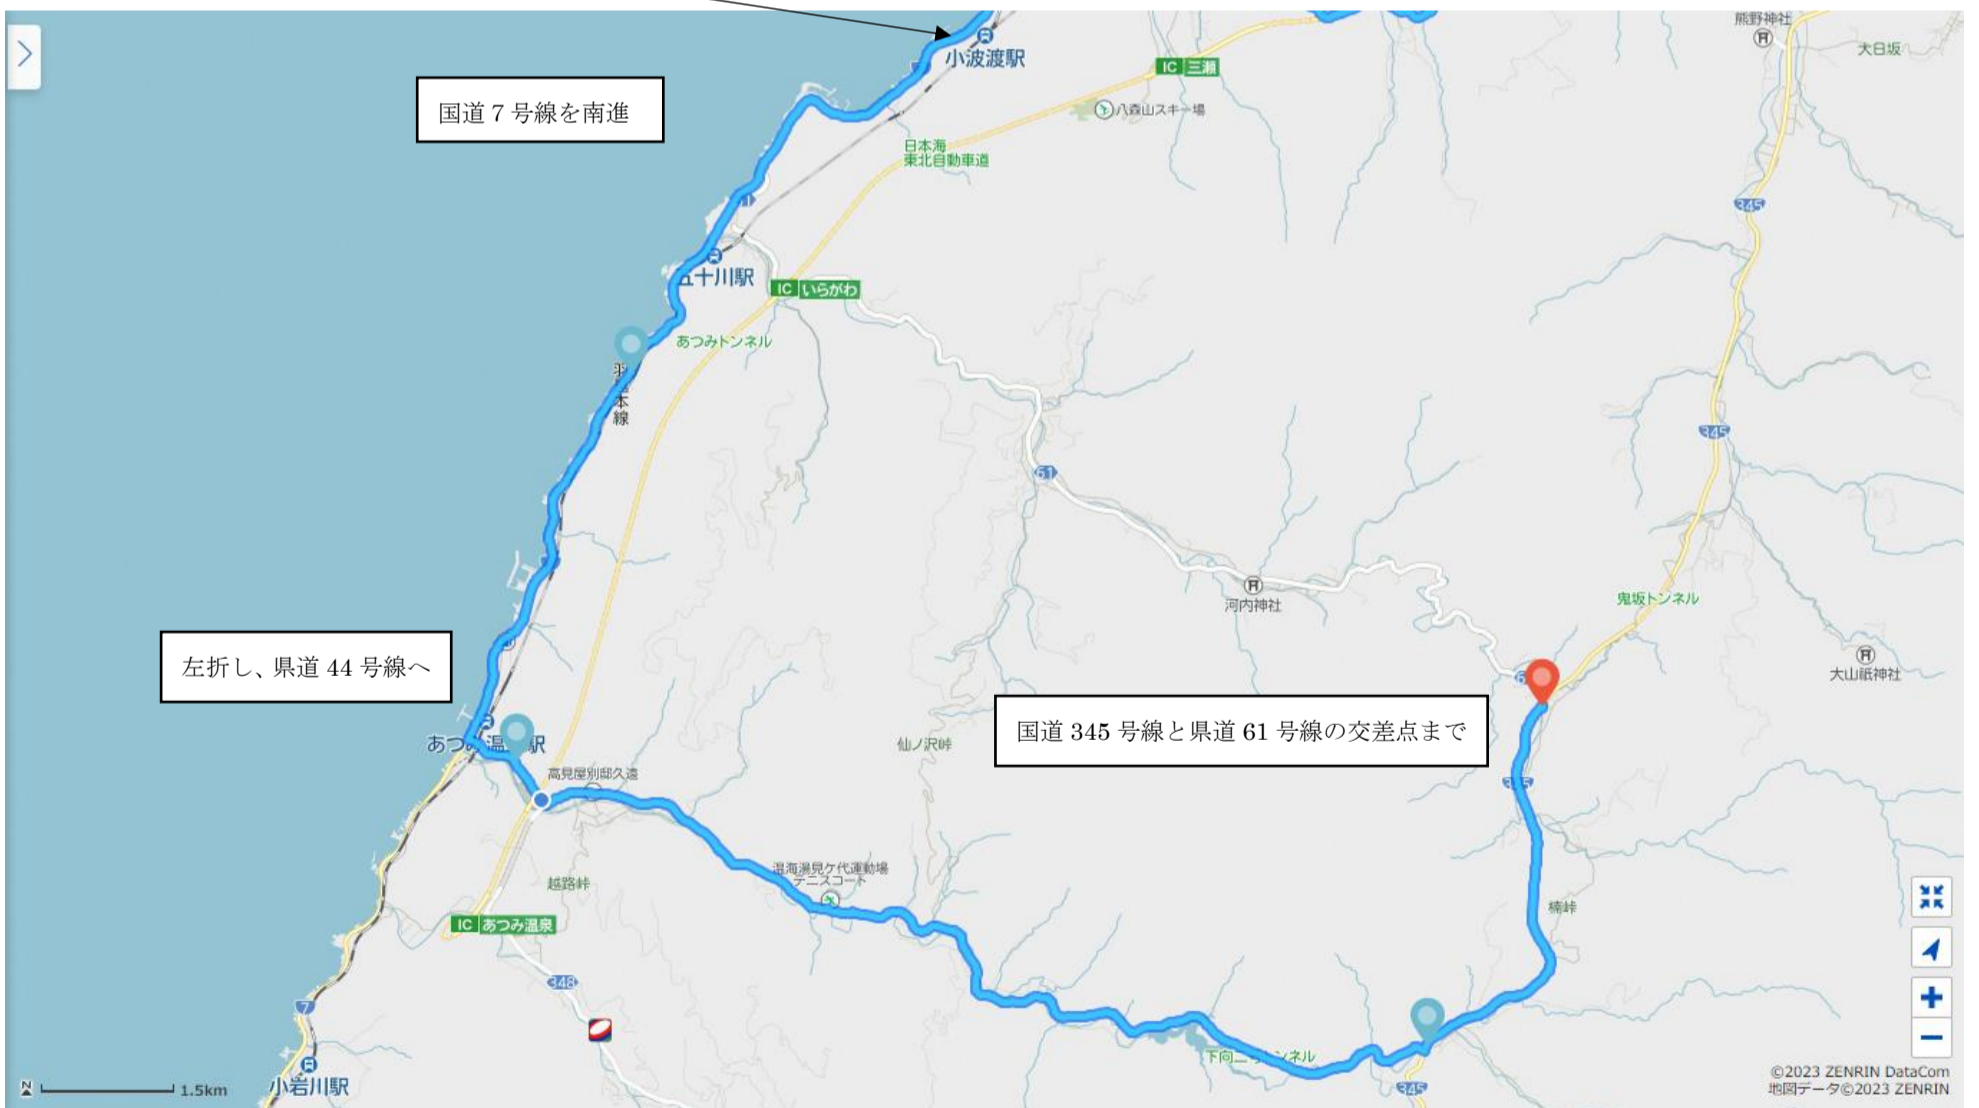 熊野神社
大日坂
小波渡駅
IC 三瀬
国道7号線を南進
八森山スキー場
日本海
東北自動車道
345
五十川駅
IC いらがわ
あつみトンネル
345
61
鬼坂トンネル
河内神社
左折し、県道44号線へ
大山祇神社
国道345号線と県道61号線の交差点まで
仙ノ沢峠
高見屋別邸久遠
温海湯見ケ代運動場
テニスコート
越路峠
楠峠
IC あつみ温泉
348
7
下向二号トンネル
345
小岩川駅
N
1.5km
©2023 ZENRIN DataCom
地図データ©2023 ZENRIN